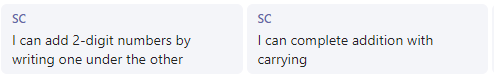 SC
I can add 2-digit numbers by
writing one under the other
SC
I can complete addition with
carrying